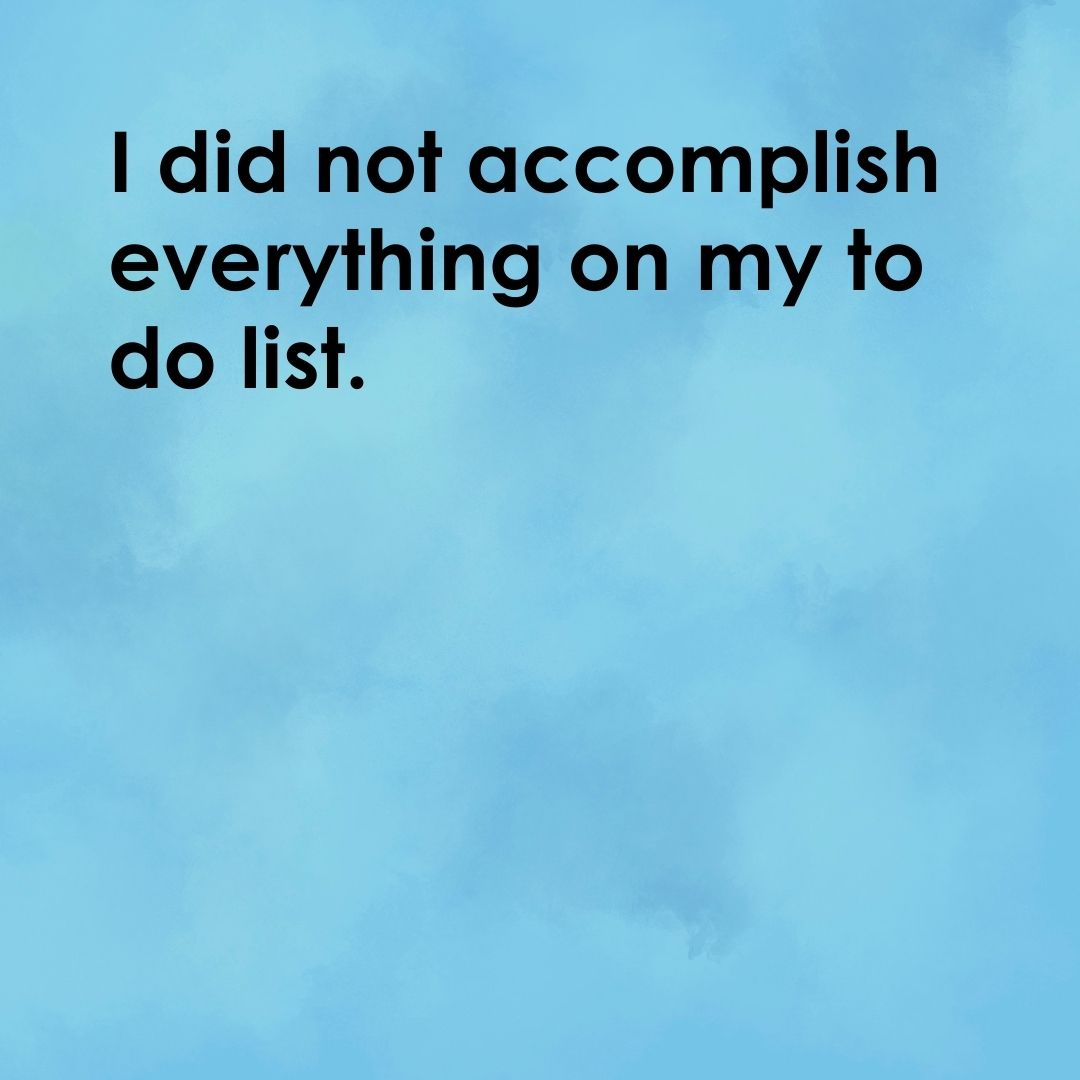 I did not accomplish
everything on my to
do list.